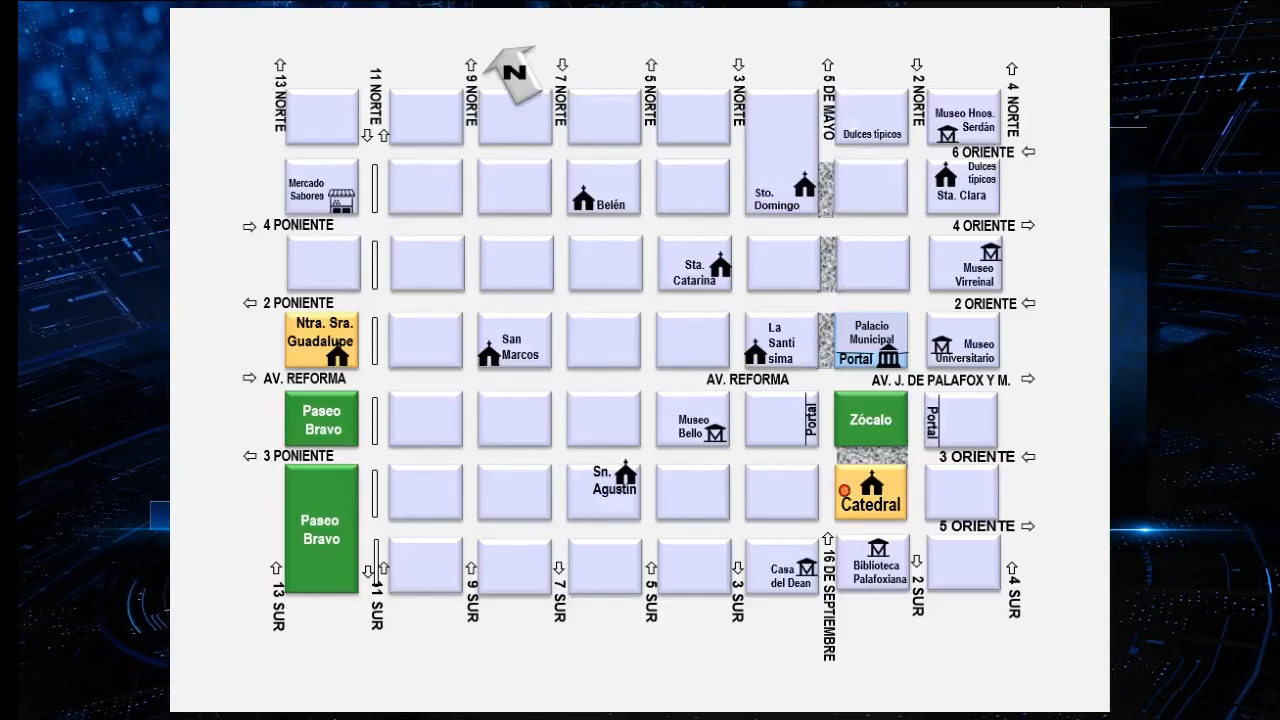 N
13 NORTE
11 NORTE
9 NORTE
7 NORTE
5 NORTE
3 NORTE
5 DE MAYO
2 NORTE
4 NORTE
Dulces típicos
Museo Hnos.
Serdán
6 ORIENTE
Mercado
Sabores
Belén
Sto.
Domingo
Dulces
típicos
Sta. Clara
4 PONIENTE
4 ORIENTE
Sta.
Catarina
Museo
Virreinal
2 PONIENTE
2 ORIENTE
Ntra. Sra.
Guadalupe
San
Marcos
La
Santí
sima
Palacio
Municipal
Portal
Museo
Universitario
AV. REFORMA
AV. REFORMA
AV. J. DE PALAFOX Y M.
Paseo
Bravo
Museo
Bello
Portal
Zócalo
Portal
3 PONIENTE
3 ORIENTE
Sn.
Agustín
Catedral
Paseo
Bravo
5 ORIENTE
Casa
del Dean
Biblioteca
Palafoxiana
13 SUR
11 SUR
9 SUR
7 SUR
5 SUR
3 SUR
16 DE SEPTIEMBRE
2 SUR
4 SUR